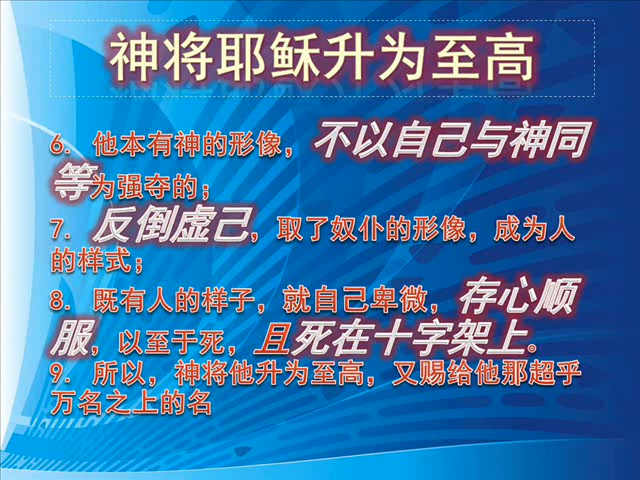 神将耶稣升为至高
6. 他本有神的形像，不以自己与神同
等为强夺的；
7. 反倒虚己，取了奴仆的形像，成为人
的样式；
8. 既有人的样子，就自己卑微，存心顺
服，以至于死，且死在十字架上。
9. 所以，神将他升为至高，又赐给他那超乎
万名之上的名